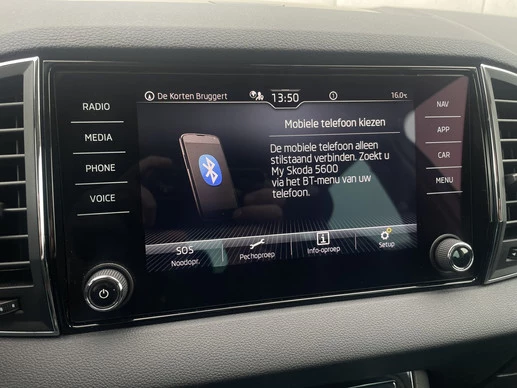 De Korten Bruggert 13:50 16.0°C
RADIO
MEDIA
PHONE
VOICE
Mobiele telefoon kiezen
De mobiele telefoon alleen
stilstaand verbinden. Zoekt u
My Skoda 5600
via het BT-menu van uw
telefoon.
SOS
Noodopr.
Pechoproep
Info-oproep
Setup
NAV
APP
CAR
MENU